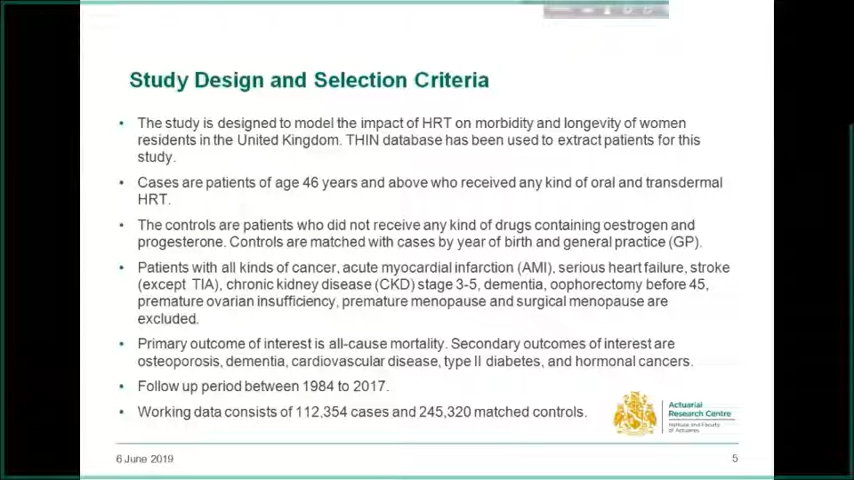 Study Design and Selection Criteria
• The study is designed to model the impact of HRT on morbidity and longevity of women
residents in the United Kingdom. THIN database has been used to extract patients for this
study.
• Cases are patients of age 46 years and above who received any kind of oral and transdermal
HRT.
• The controls are patients who did not receive any kind of drugs containing oestrogen and
progesterone. Controls are matched with cases by year of birth and general practice (GP).
• Patients with all kinds of cancer, acute myocardial infarction (AMI), serious heart failure, stroke
(except TIA), chronic kidney disease (CKD) stage 3-5, dementia, oophorectomy before 45,
premature ovarian insufficiency, premature menopause and surgical menopause are
excluded.
• Primary outcome of interest is all-cause mortality. Secondary outcomes of interest are
osteoporosis, dementia, cardiovascular disease, type II diabetes, and hormonal cancers.
• Follow up period between 1984 to 2017.
• Working data consists of 112,354 cases and 245,320 matched controls.
Actuarial
Research Centre
Institute and Faculty
of Actuaries
6 June 2019
5